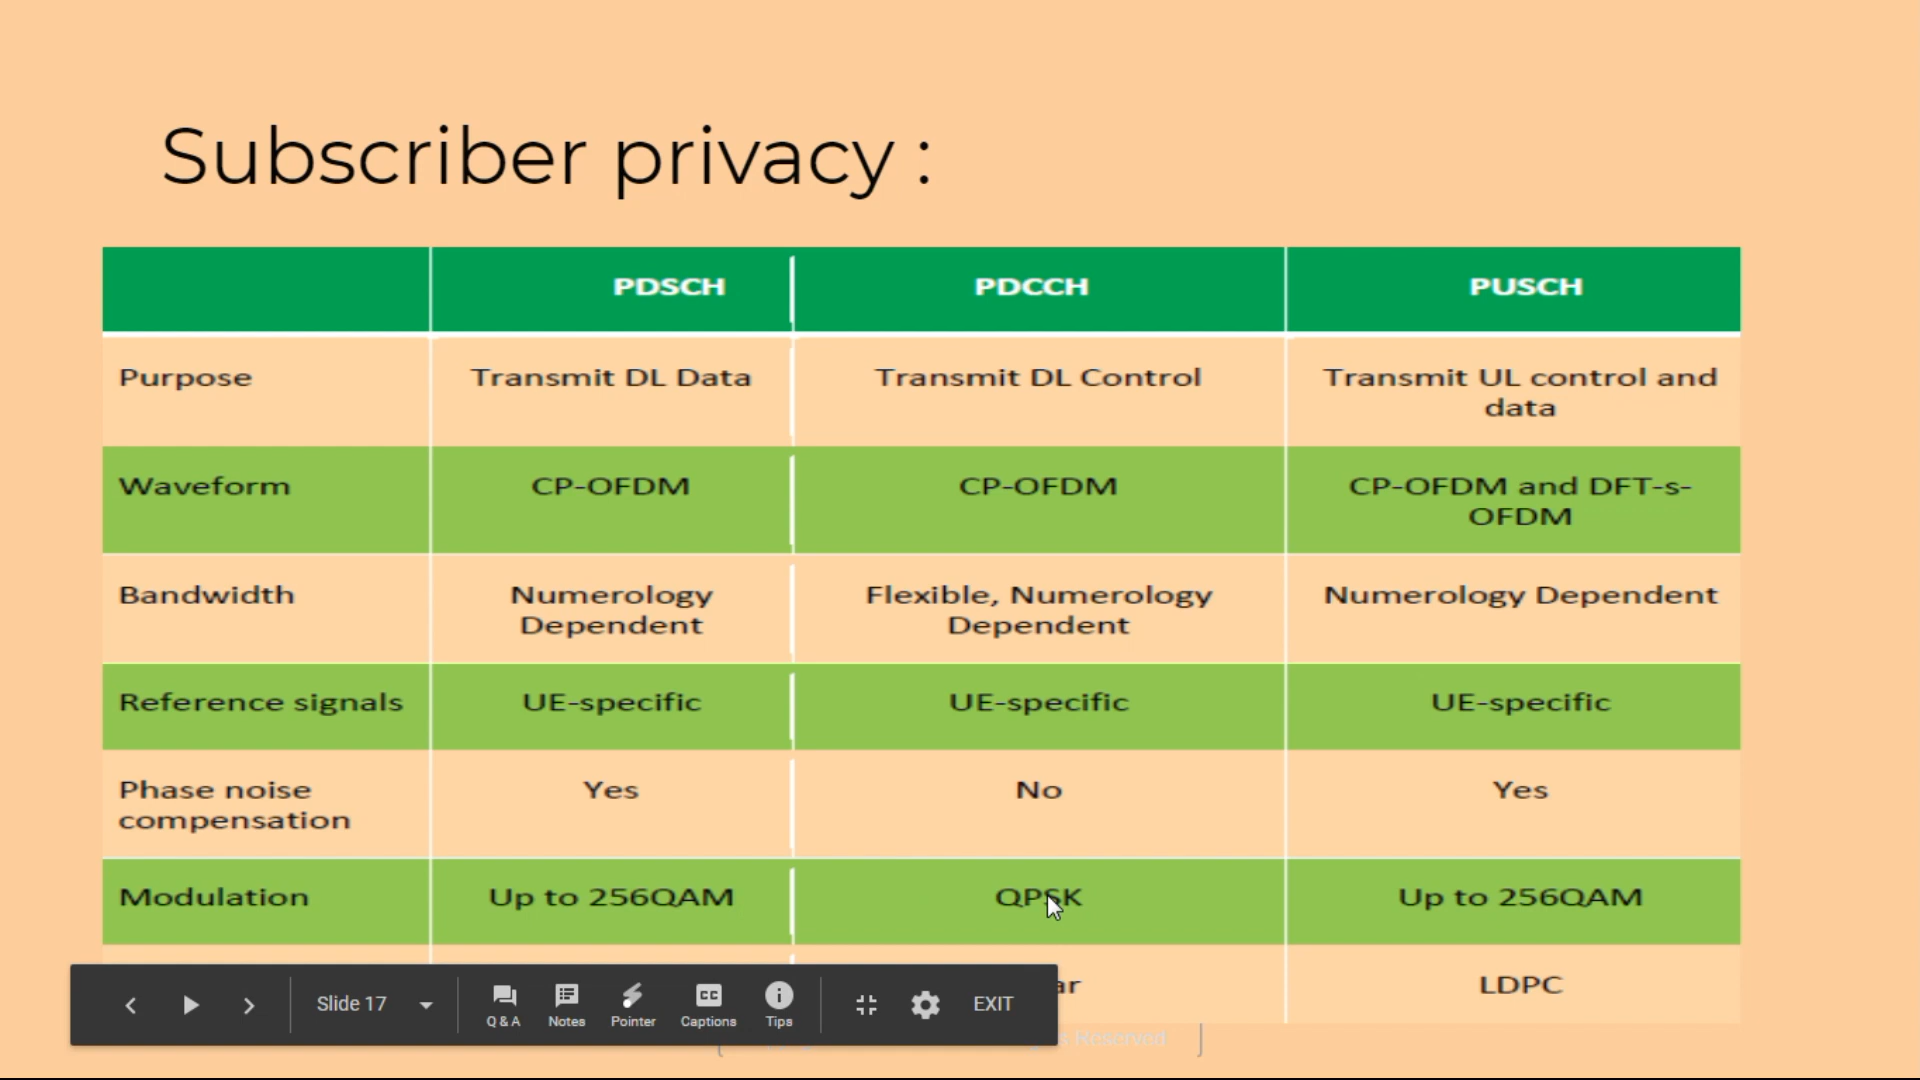 Subscriber privacy :
PDSCH PDCCH PUSCH
Purpose Transmit DL Data Transmit DL Control Transmit UL control and
data
Waveform CP-OFDM CP-OFDM CP-OFDM and DFT-s-
OFDM
Bandwidth Numerology Flexible, Numerology Numerology Dependent
Dependent Dependent
Reference signals UE-specific UE-specific UE-specific
Phase noise Yes No Yes
compensation
Modulation Up to 256QAM QPSK Up to 256QAM
LDPC
Slide 17 Q & A Notes Pointer CC Captions Tips EXIT
Reserved